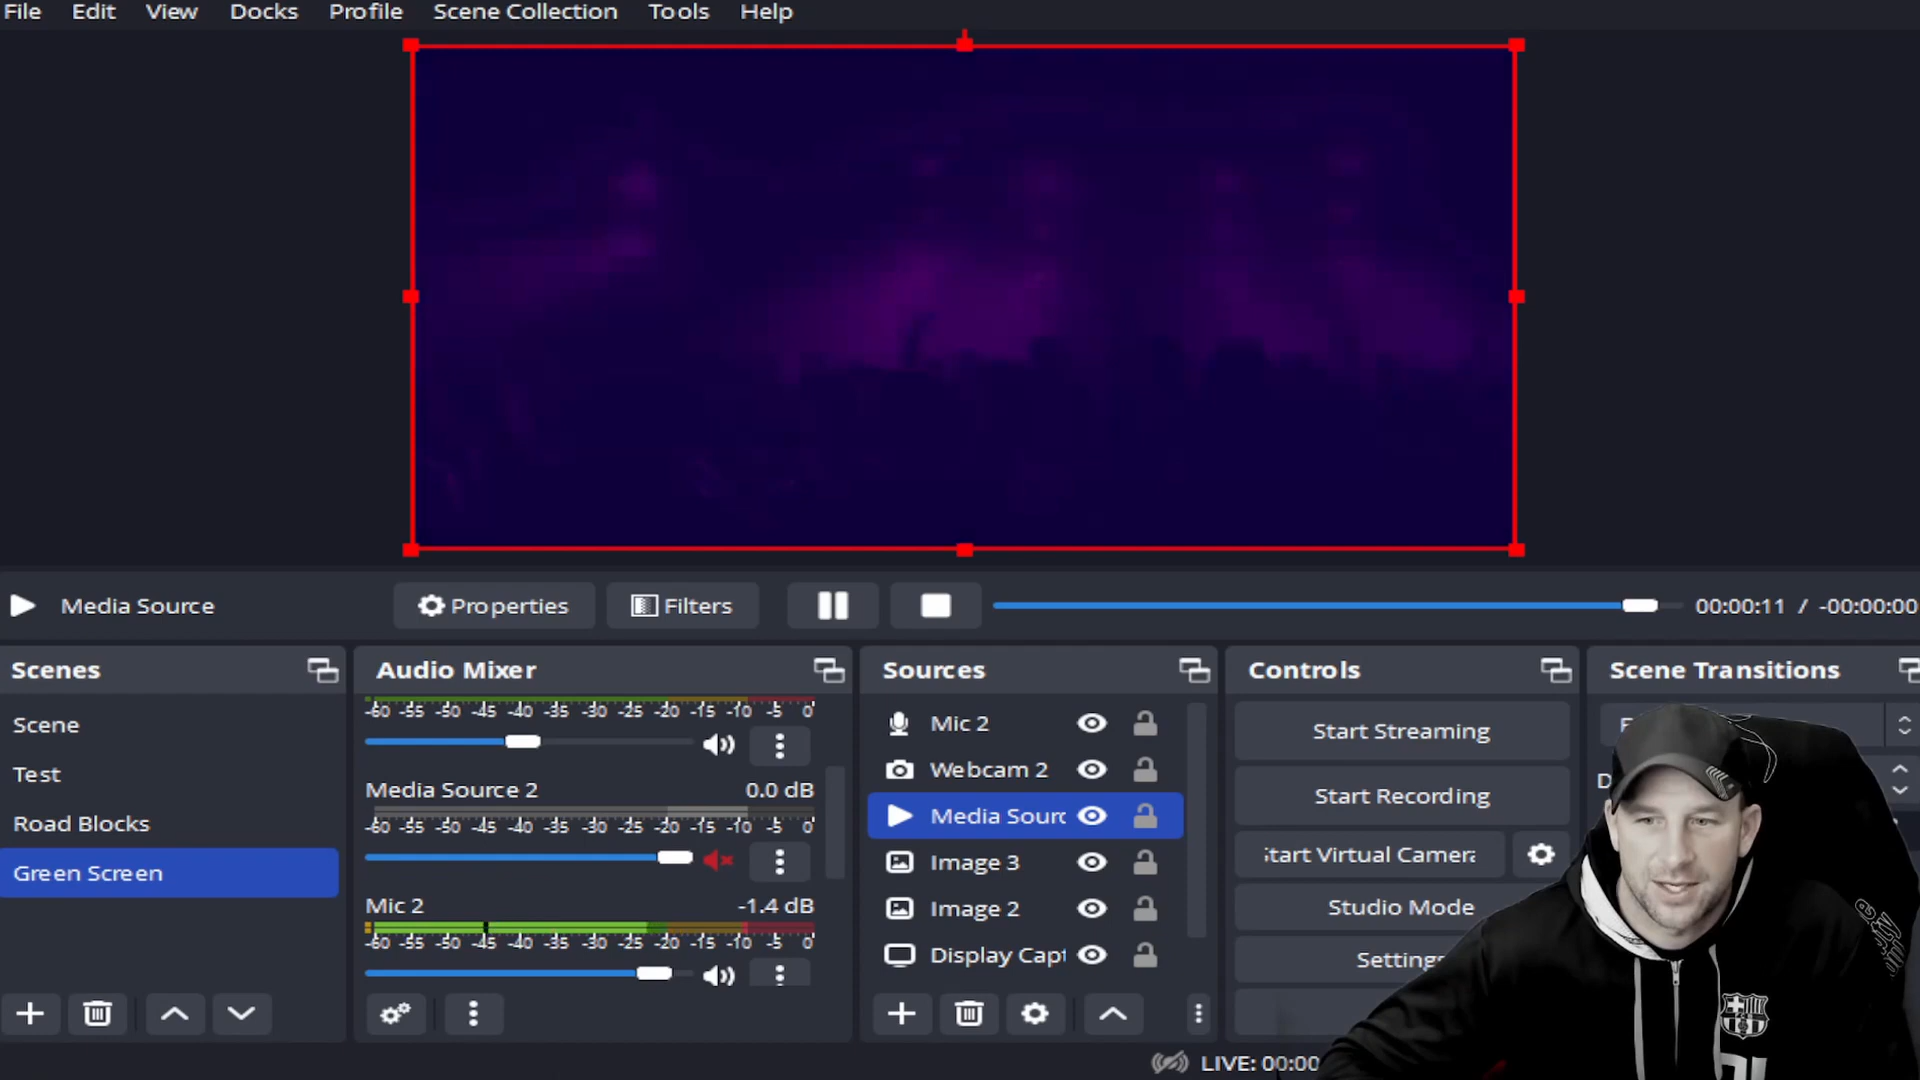 File Edit View Docks Profile Scene Collection Tools Help
Media Source Properties Filters 00:00:11 / -00:00:00
Scenes
Scene
Test
Road Blocks
Green Screen
Audio Mixer
-60 -55 -50 -45 -40 -35 -30 -25 -20 -15 -10 -5 0
Media Source 2 0.0 dB
-60 -55 -50 -45 -40 -35 -30 -25 -20 -15 -10 -5 0
Mic 2 -1.4 dB
-60 -55 -50 -45 -40 -35 -30 -25 -20 -15 -10 -5 0
Sources
Mic 2
Webcam 2
Media Sourc
Image 3
Image 2
Display Capt
Controls
Start Streaming
Start Recording
tart Virtual Camera
Studio Mode
Settings
Scene Transitions
LIVE: 00:00